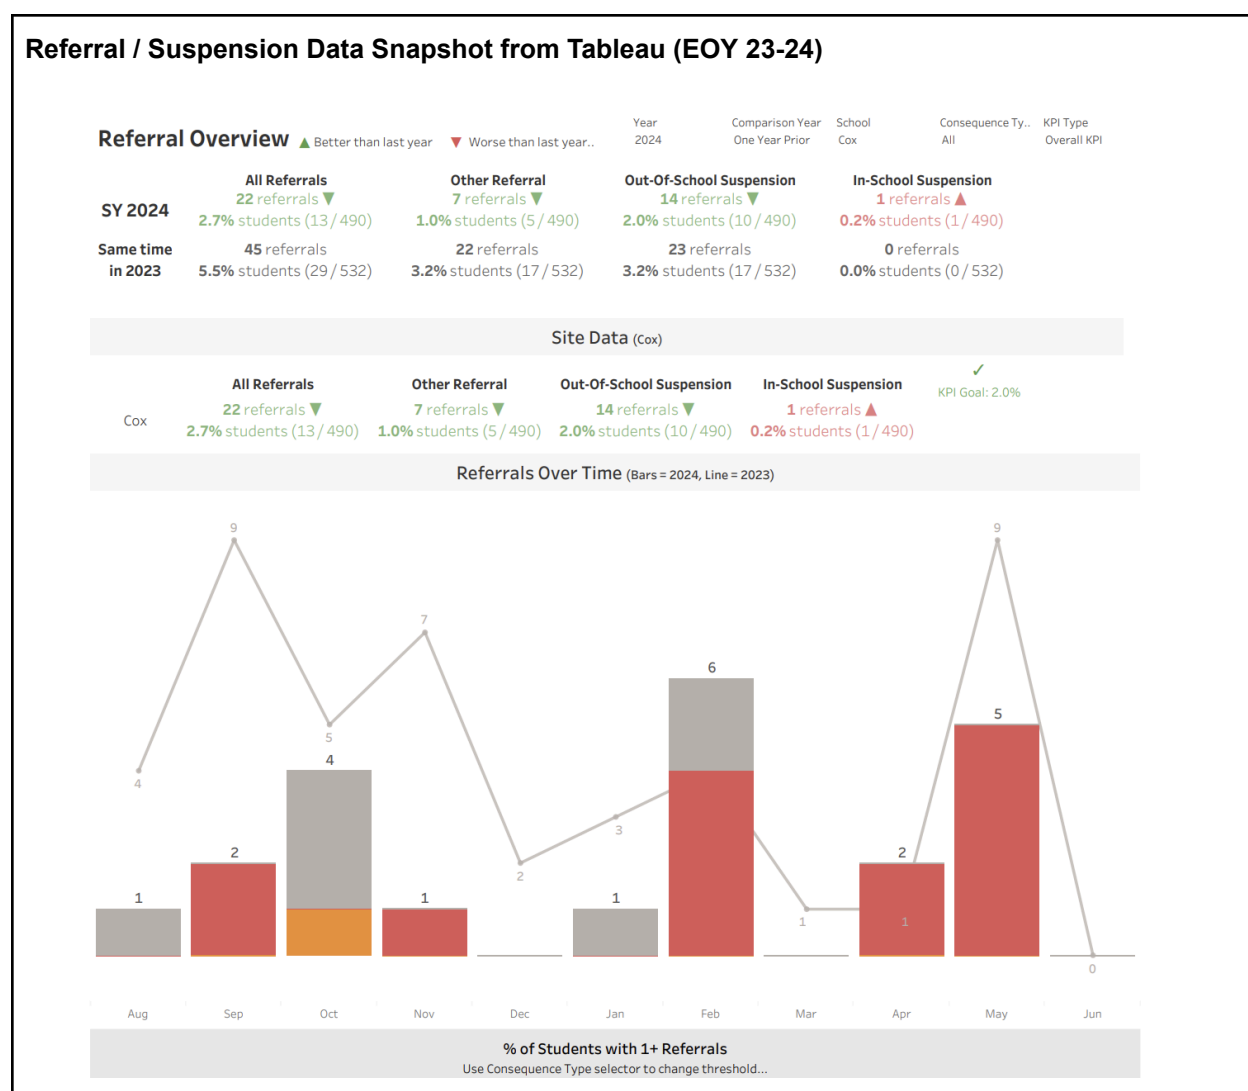 Referral / Suspension Data Snapshot from Tableau (EOY 23-24)
Referral Overview ▲ Better than last year ▼ Worse than last year..
Year Comparison Year School Consequence Ty.. KPI Type
2024 One Year Prior Cox All Overall KPI
All Referrals Other Referral Out-Of-School Suspension In-School Suspension
SY 2024
22 referrals ▼ 7 referrals ▼ 14 referrals ▼ 1 referrals ▲
2.7% students (13 / 490) 1.0% students (5 / 490) 2.0% students (10 / 490) 0.2% students (1 / 490)
Same time
in 2023
45 referrals 22 referrals 23 referrals 0 referrals
5.5% students (29 / 532) 3.2% students (17 / 532) 3.2% students (17 / 532) 0.0% students (0 / 532)
Site Data (Cox)
All Referrals Other Referral Out-Of-School Suspension In-School Suspension
✓
KPI Goal: 2.0%
Cox
22 referrals ▼ 7 referrals ▼ 14 referrals ▼ 1 referrals ▲
2.7% students (13 / 490) 1.0% students (5 / 490) 2.0% students (10 / 490) 0.2% students (1 / 490)
Referrals Over Time (Bars = 2024, Line = 2023)
9 9
7
6
5
5
4
4
3
2
2
2
1 1 1
1 1
0
Aug Sep Oct Nov Dec Jan Feb Mar Apr May Jun
% of Students with 1+ Referrals
Use Consequence Type selector to change threshold...